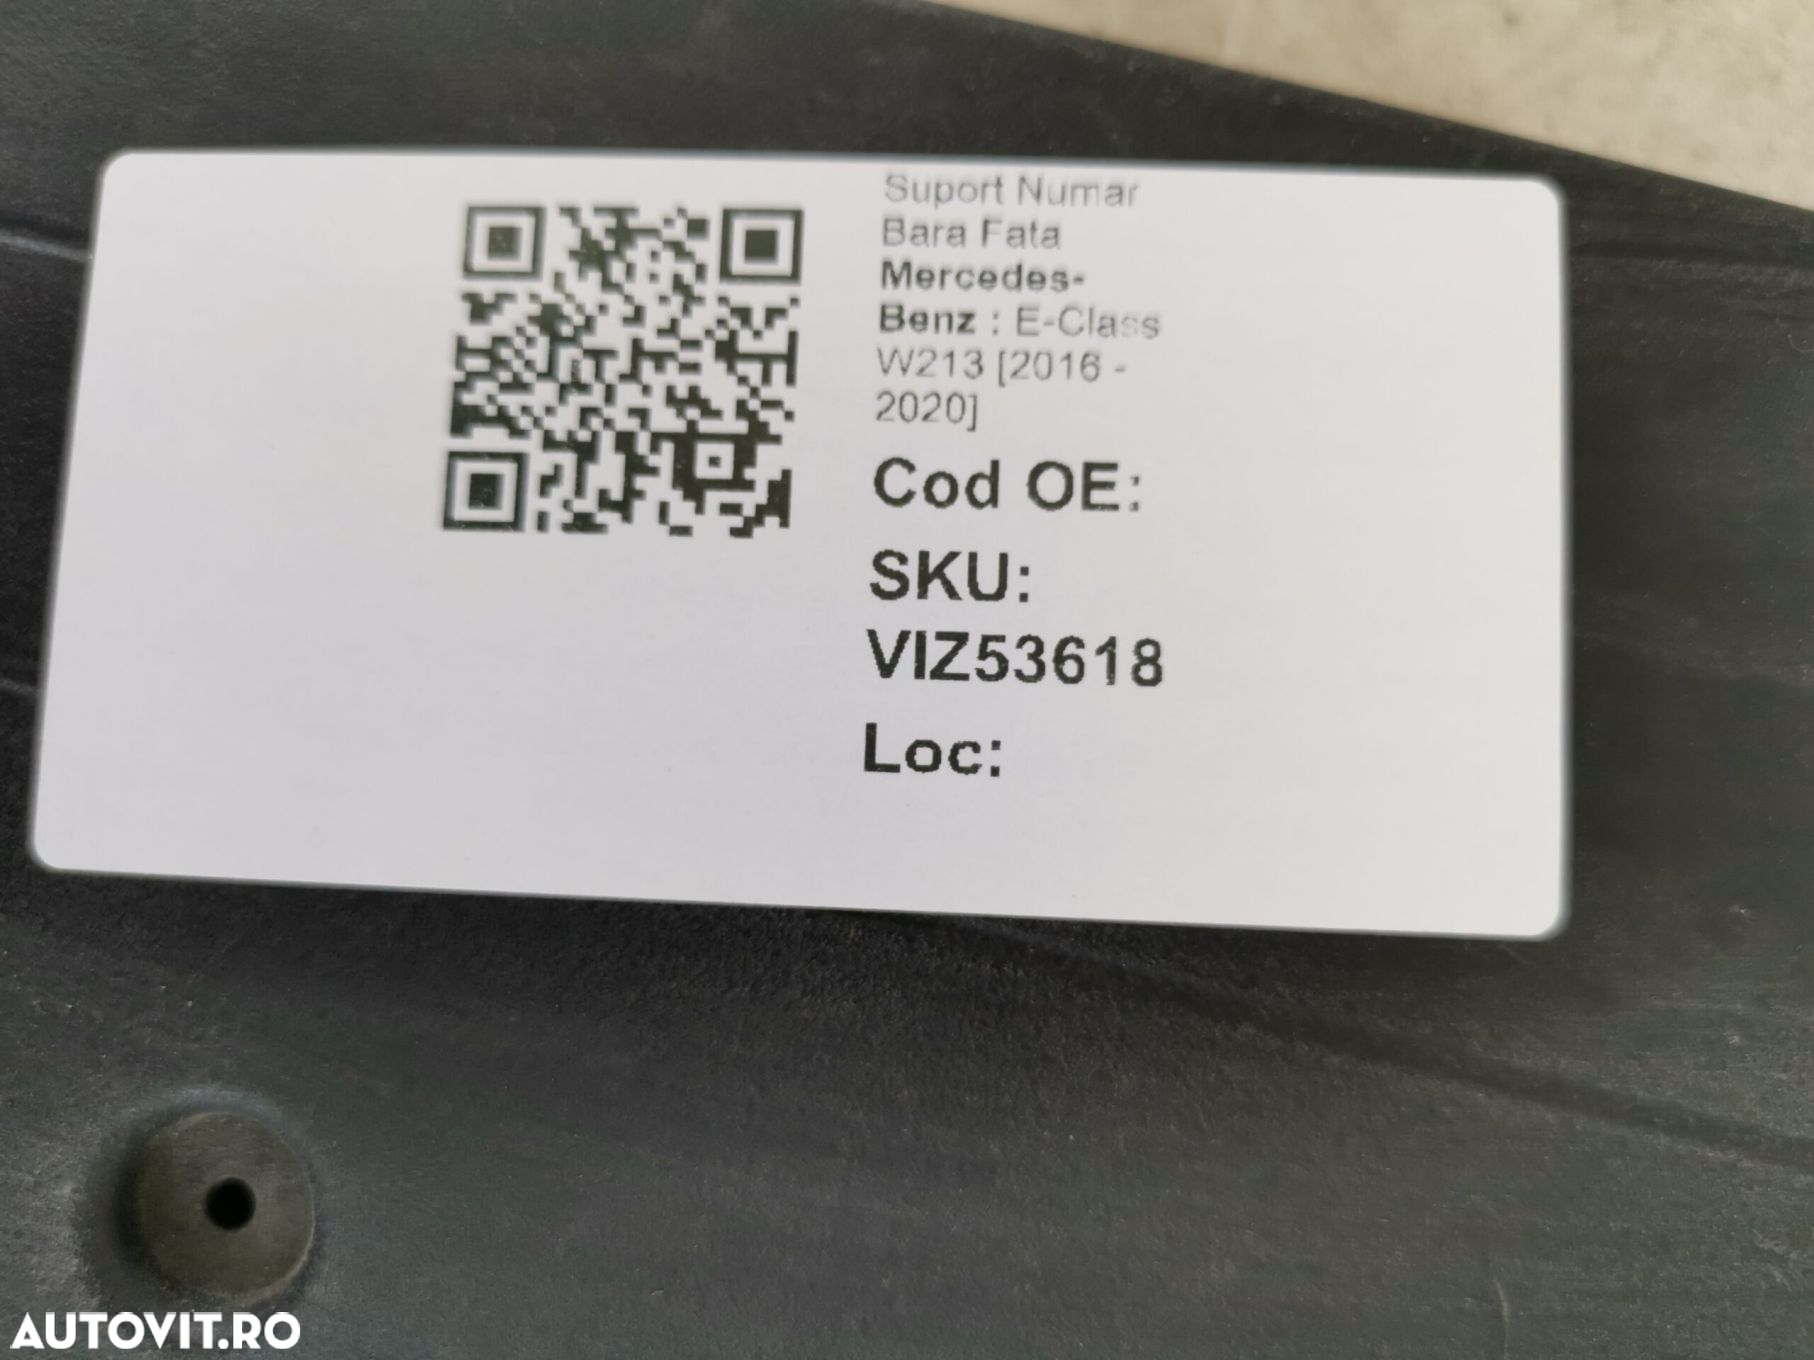 Suport Numar
Bara Fata
Mercedes-
Benz : E-Class
W213 [2016 -
2020]
Cod OE:
SKU:
VIZ53618
Loc:
AUTOVIT.RO